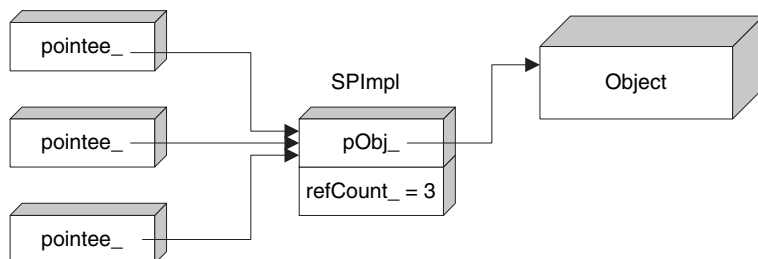 pointee_
SPImpl
Object
pointee_
pObj_
refCount_ = 3
pointee_